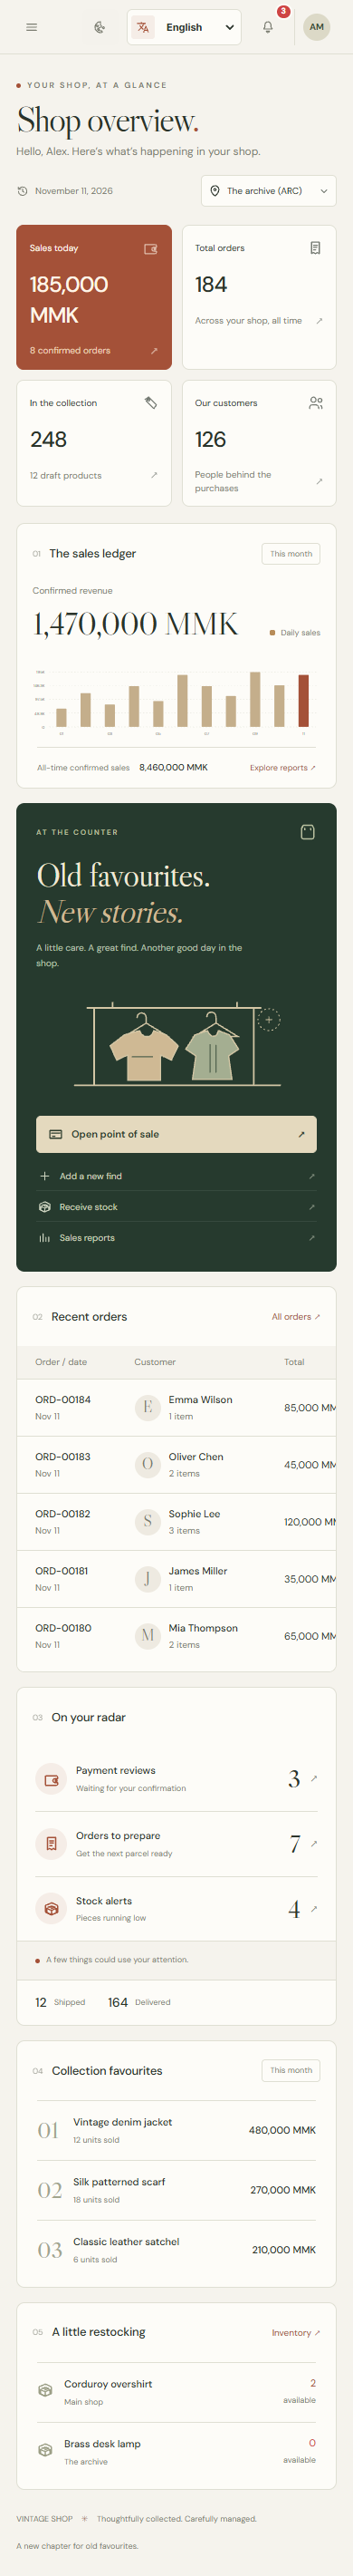 English
3
AM
YOUR SHOP, AT A GLANCE
Shop overview.
Hello, Alex. Here's what's happening in your shop.
November 11, 2026
The archive (ARC)
Sales today
185,000
MMK
8 confirmed orders
Total orders
184
Across your shop, all time
In the collection
248
12 draft products
Our customers
126
People behind the
purchases
01 The sales ledger
This month
Confirmed revenue
1,470,000 MMK
Daily sales
0
All-time confirmed sales 8,460,000 MMK
Explore reports ↗
AT THE COUNTER
Old favourites.
New stories.
A little care. A great find. Another good day in the
shop.
Open point of sale ↗
Add a new find ↗
Receive stock ↗
Sales reports ↗
02 Recent orders
All orders ↗
Order / date Customer Total
ORD-00184
Nov 11
E
Emma Wilson
1 item
85,000 MM
ORD-00183
Nov 11
O
Oliver Chen
2 items
45,000 MM
ORD-00182
Nov 11
S
Sophie Lee
3 items
120,000 MM
ORD-00181
Nov 11
J
James Miller
1 item
35,000 MM
ORD-00180
Nov 11
M
Mia Thompson
2 items
65,000 MM
03 On your radar
Payment reviews
Waiting for your confirmation
3 ↗
Orders to prepare
Get the next parcel ready
7 ↗
Stock alerts
Pieces running low
4 ↗
A few things could use your attention.
12 Shipped 164 Delivered
04 Collection favourites
This month
01
Vintage denim jacket
12 units sold
480,000 MMK
02
Silk patterned scarf
18 units sold
270,000 MMK
03
Classic leather satchel
6 units sold
210,000 MMK
05 A little restocking
Inventory ↗
Corduroy overshirt
Main shop
2
available
Brass desk lamp
The archive
0
available
VINTAGE SHOP ✳ Thoughtfully collected. Carefully managed.
A new chapter for old favourites.